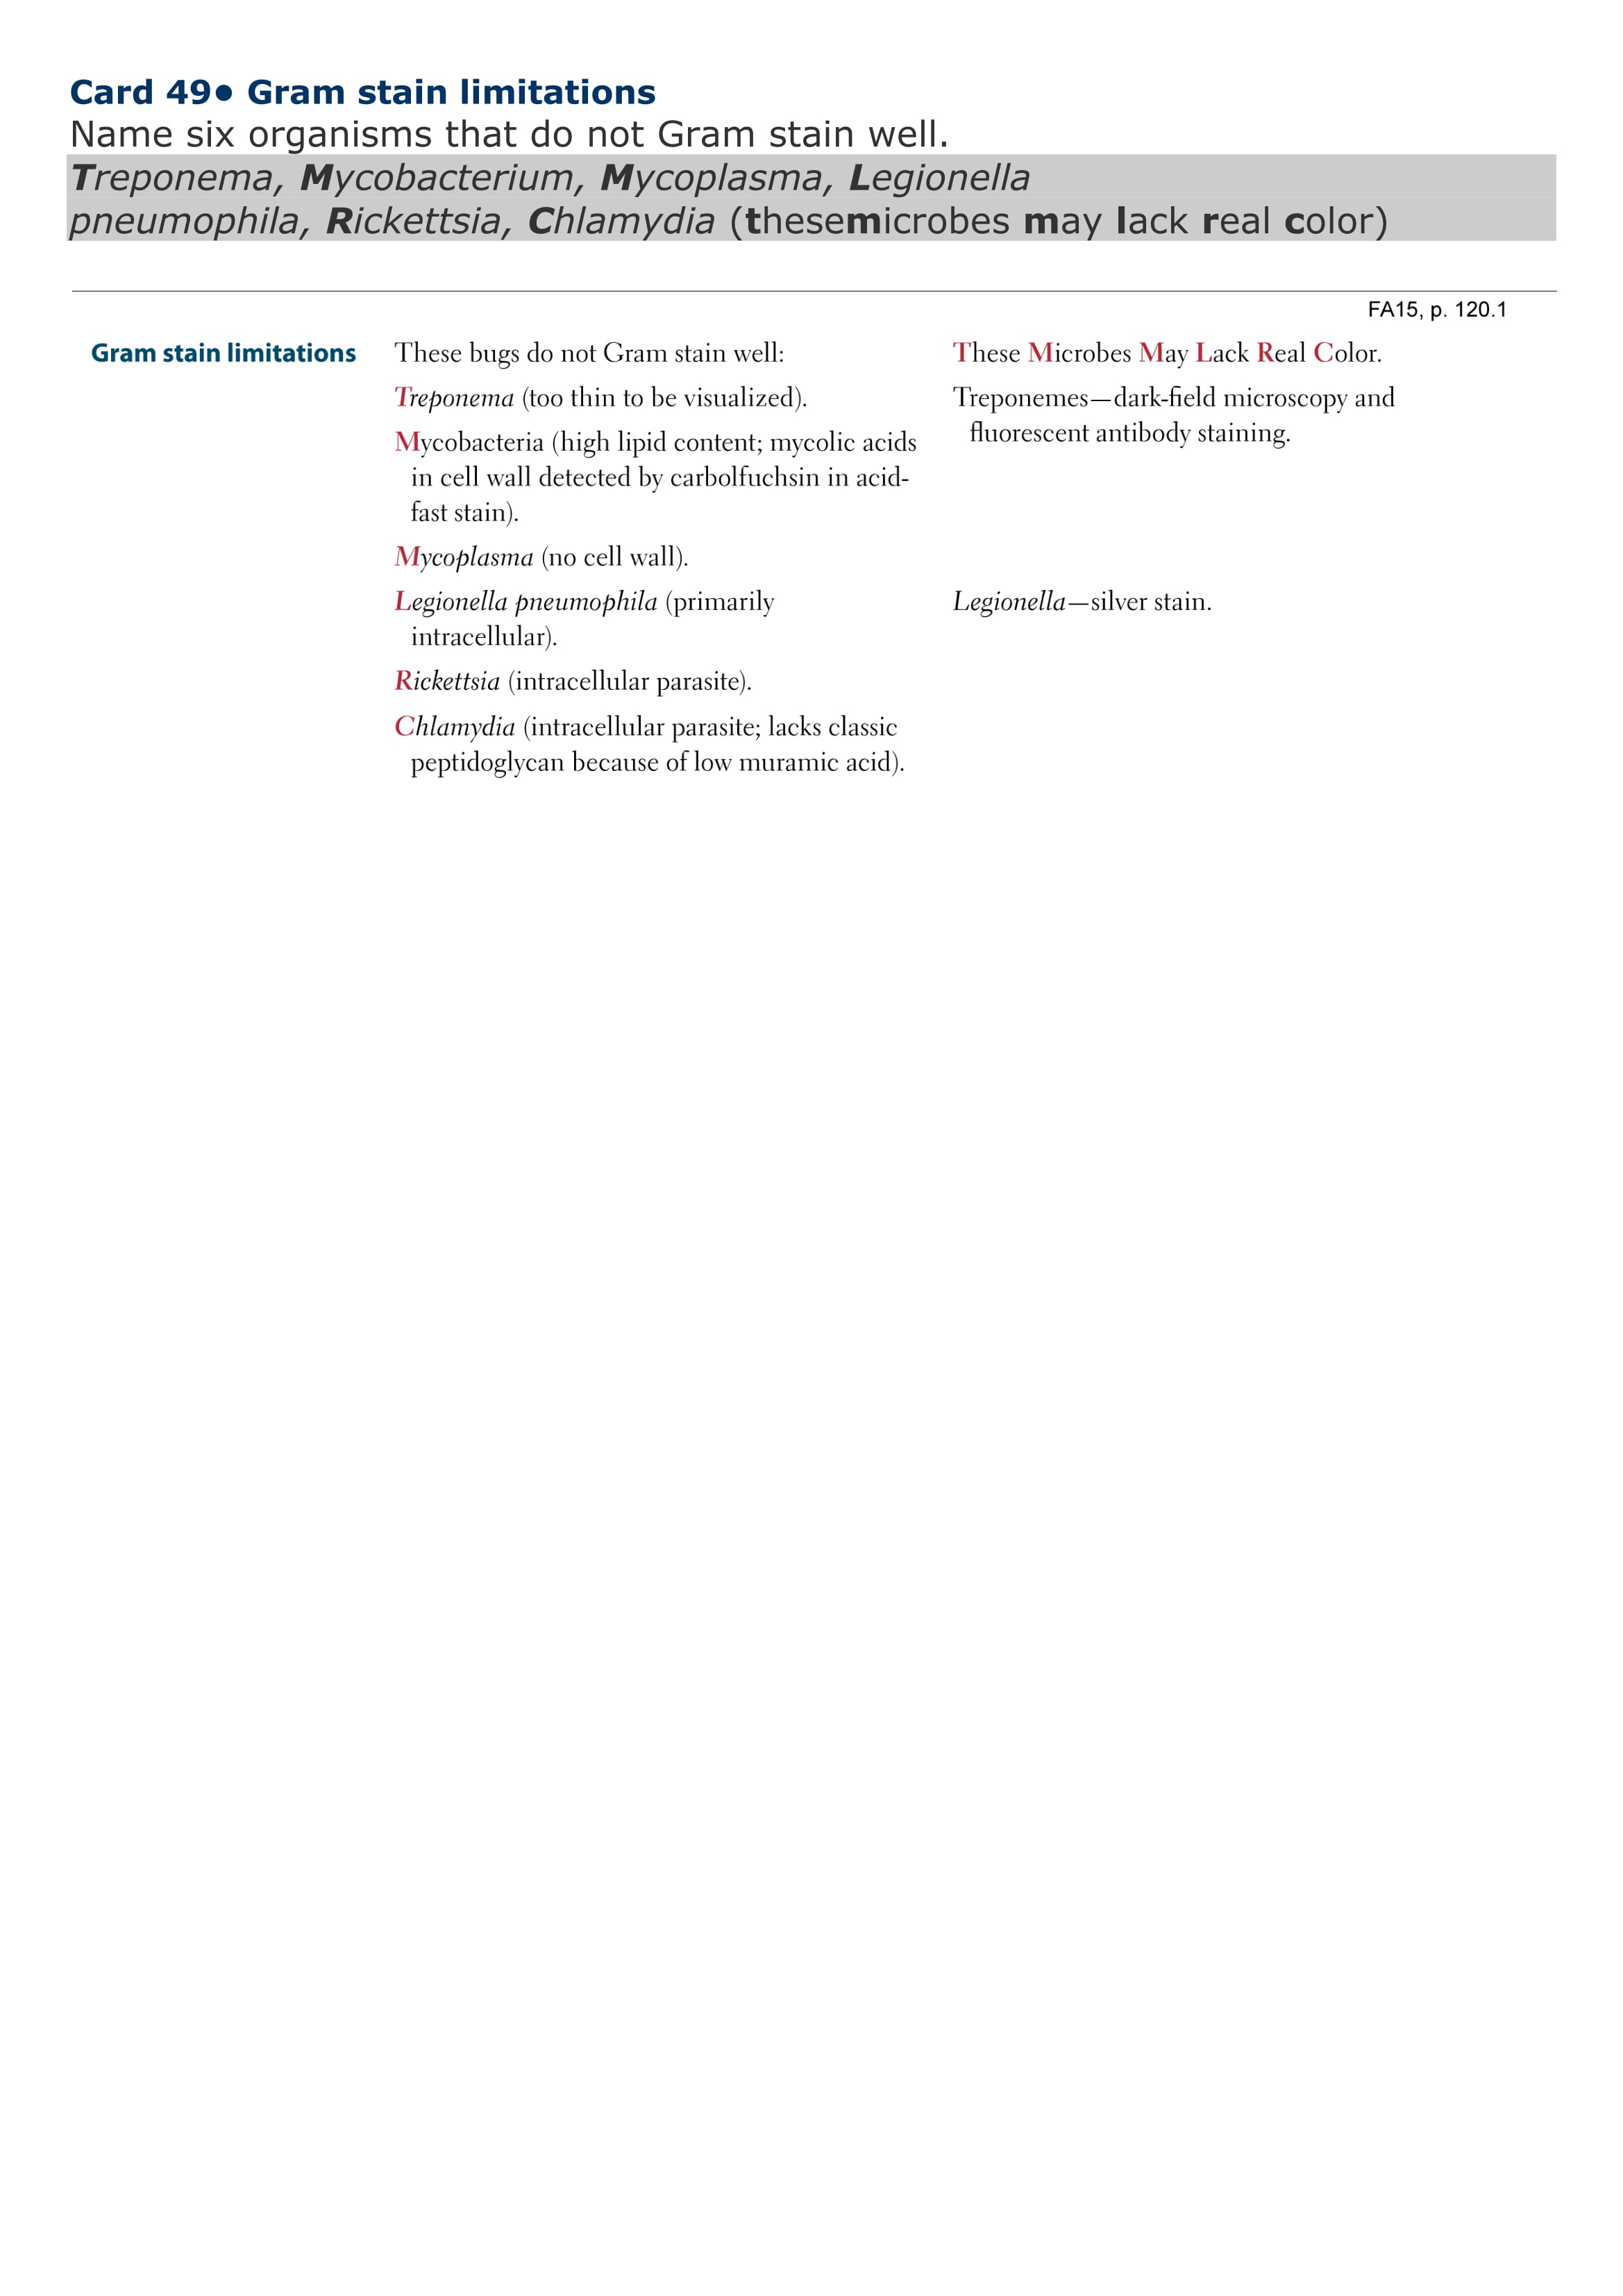 Card 49• Gram stain limitations
Name six organisms that do not Gram stain well.
Treponema, Mycobacterium, Mycoplasma, Legionella
pneumophila, Rickettsia, Chlamydia (thesemicrobes may lack real color)
FA15, p. 120.1
Gram stain limitations
These bugs do not Gram stain well:
Treponema (too thin to be visualized).
Mycobacteria (high lipid content; mycolic acids
in cell wall detected by carbolfuchsin in acid-
fast stain).
Mycoplasma (no cell wall).
Legionella pneumophila (primarily
intracellular).
Rickettsia (intracellular parasite).
Chlamydia (intracellular parasite; lacks classic
peptidoglycan because of low muramic acid).
These Microbes May Lack Real Color.
Treponemes—dark-field microscopy and
fluorescent antibody staining.
Legionella—silver stain.